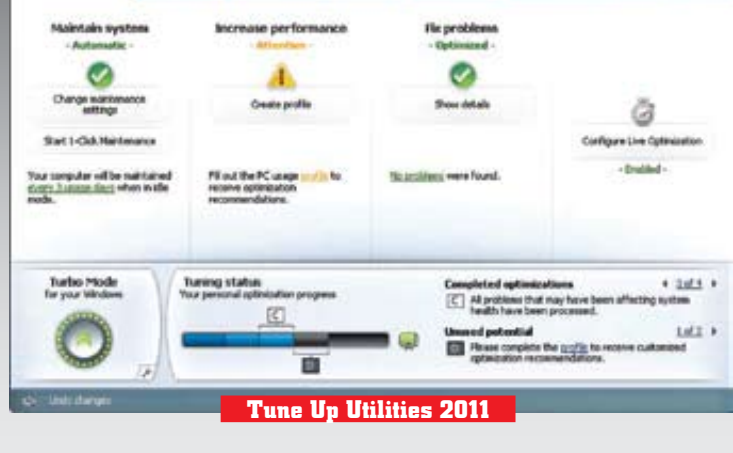 Maintain system
- Automatic -
Change maintenance settings
Start 1-Click Maintenance
Your computer will be maintained
every 3 usage days when in idle
mode.
Increase performance
- Attention -
Create profile
Fill out the PC usage profile to
receive optimization
recommendations.
Fix problems
- Optimized -
Show details
No problems were found.
Configure Live Optimization
- Enabled -
Turbo Mode
for your Windows
Tuning status
Your personal optimization progress
C
Completed optimizations
3 of 4
C All problems that may have been affecting system
health have been processed.
Unused potential
1 of 2
Please complete the profile to receive customized
optimization recommendations.
Undo changes
Tune Up Utilities 2011